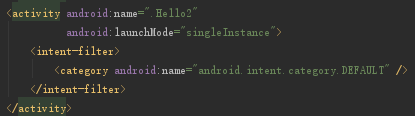 <activity android:name=".Hello2"
android:launchMode="singleInstance">
<intent-filter>
<category android:name="android.intent.category.DEFAULT" />
</intent-filter>
</activity>